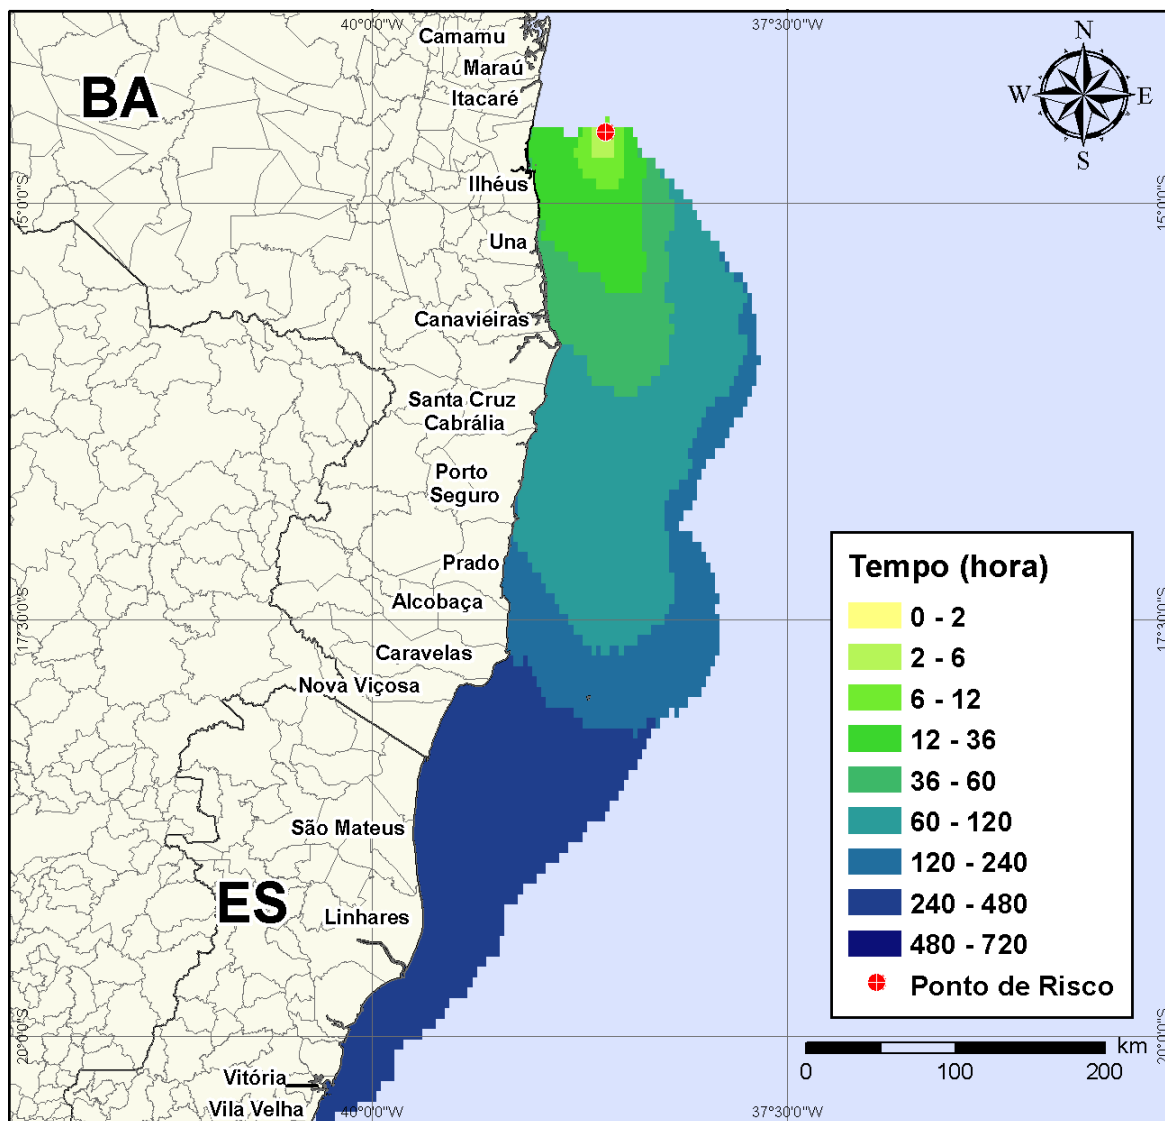 40°0'0"W
37°30'0"W
Camamu
Maraú
Itacaré
BA
N
W
E
S
Ilhéus
15°0'0"S
15°0'0"S
Una
Canavieiras
Santa Cruz
Cabrália
Porto
Seguro
Prado
Alcobaça
17°30'0"S
17°30'0"S
Caravelas
Nova Viçosa
São Mateus
ES
Linhares
Vitória
Vila Velha
20°0'0"S
20°0'0"S
40°0'0"W
37°30'0"W
Tempo (hora)
0 - 2
2 - 6
6 - 12
12 - 36
36 - 60
60 - 120
120 - 240
240 - 480
480 - 720
Ponto de Risco
km
0 100 200